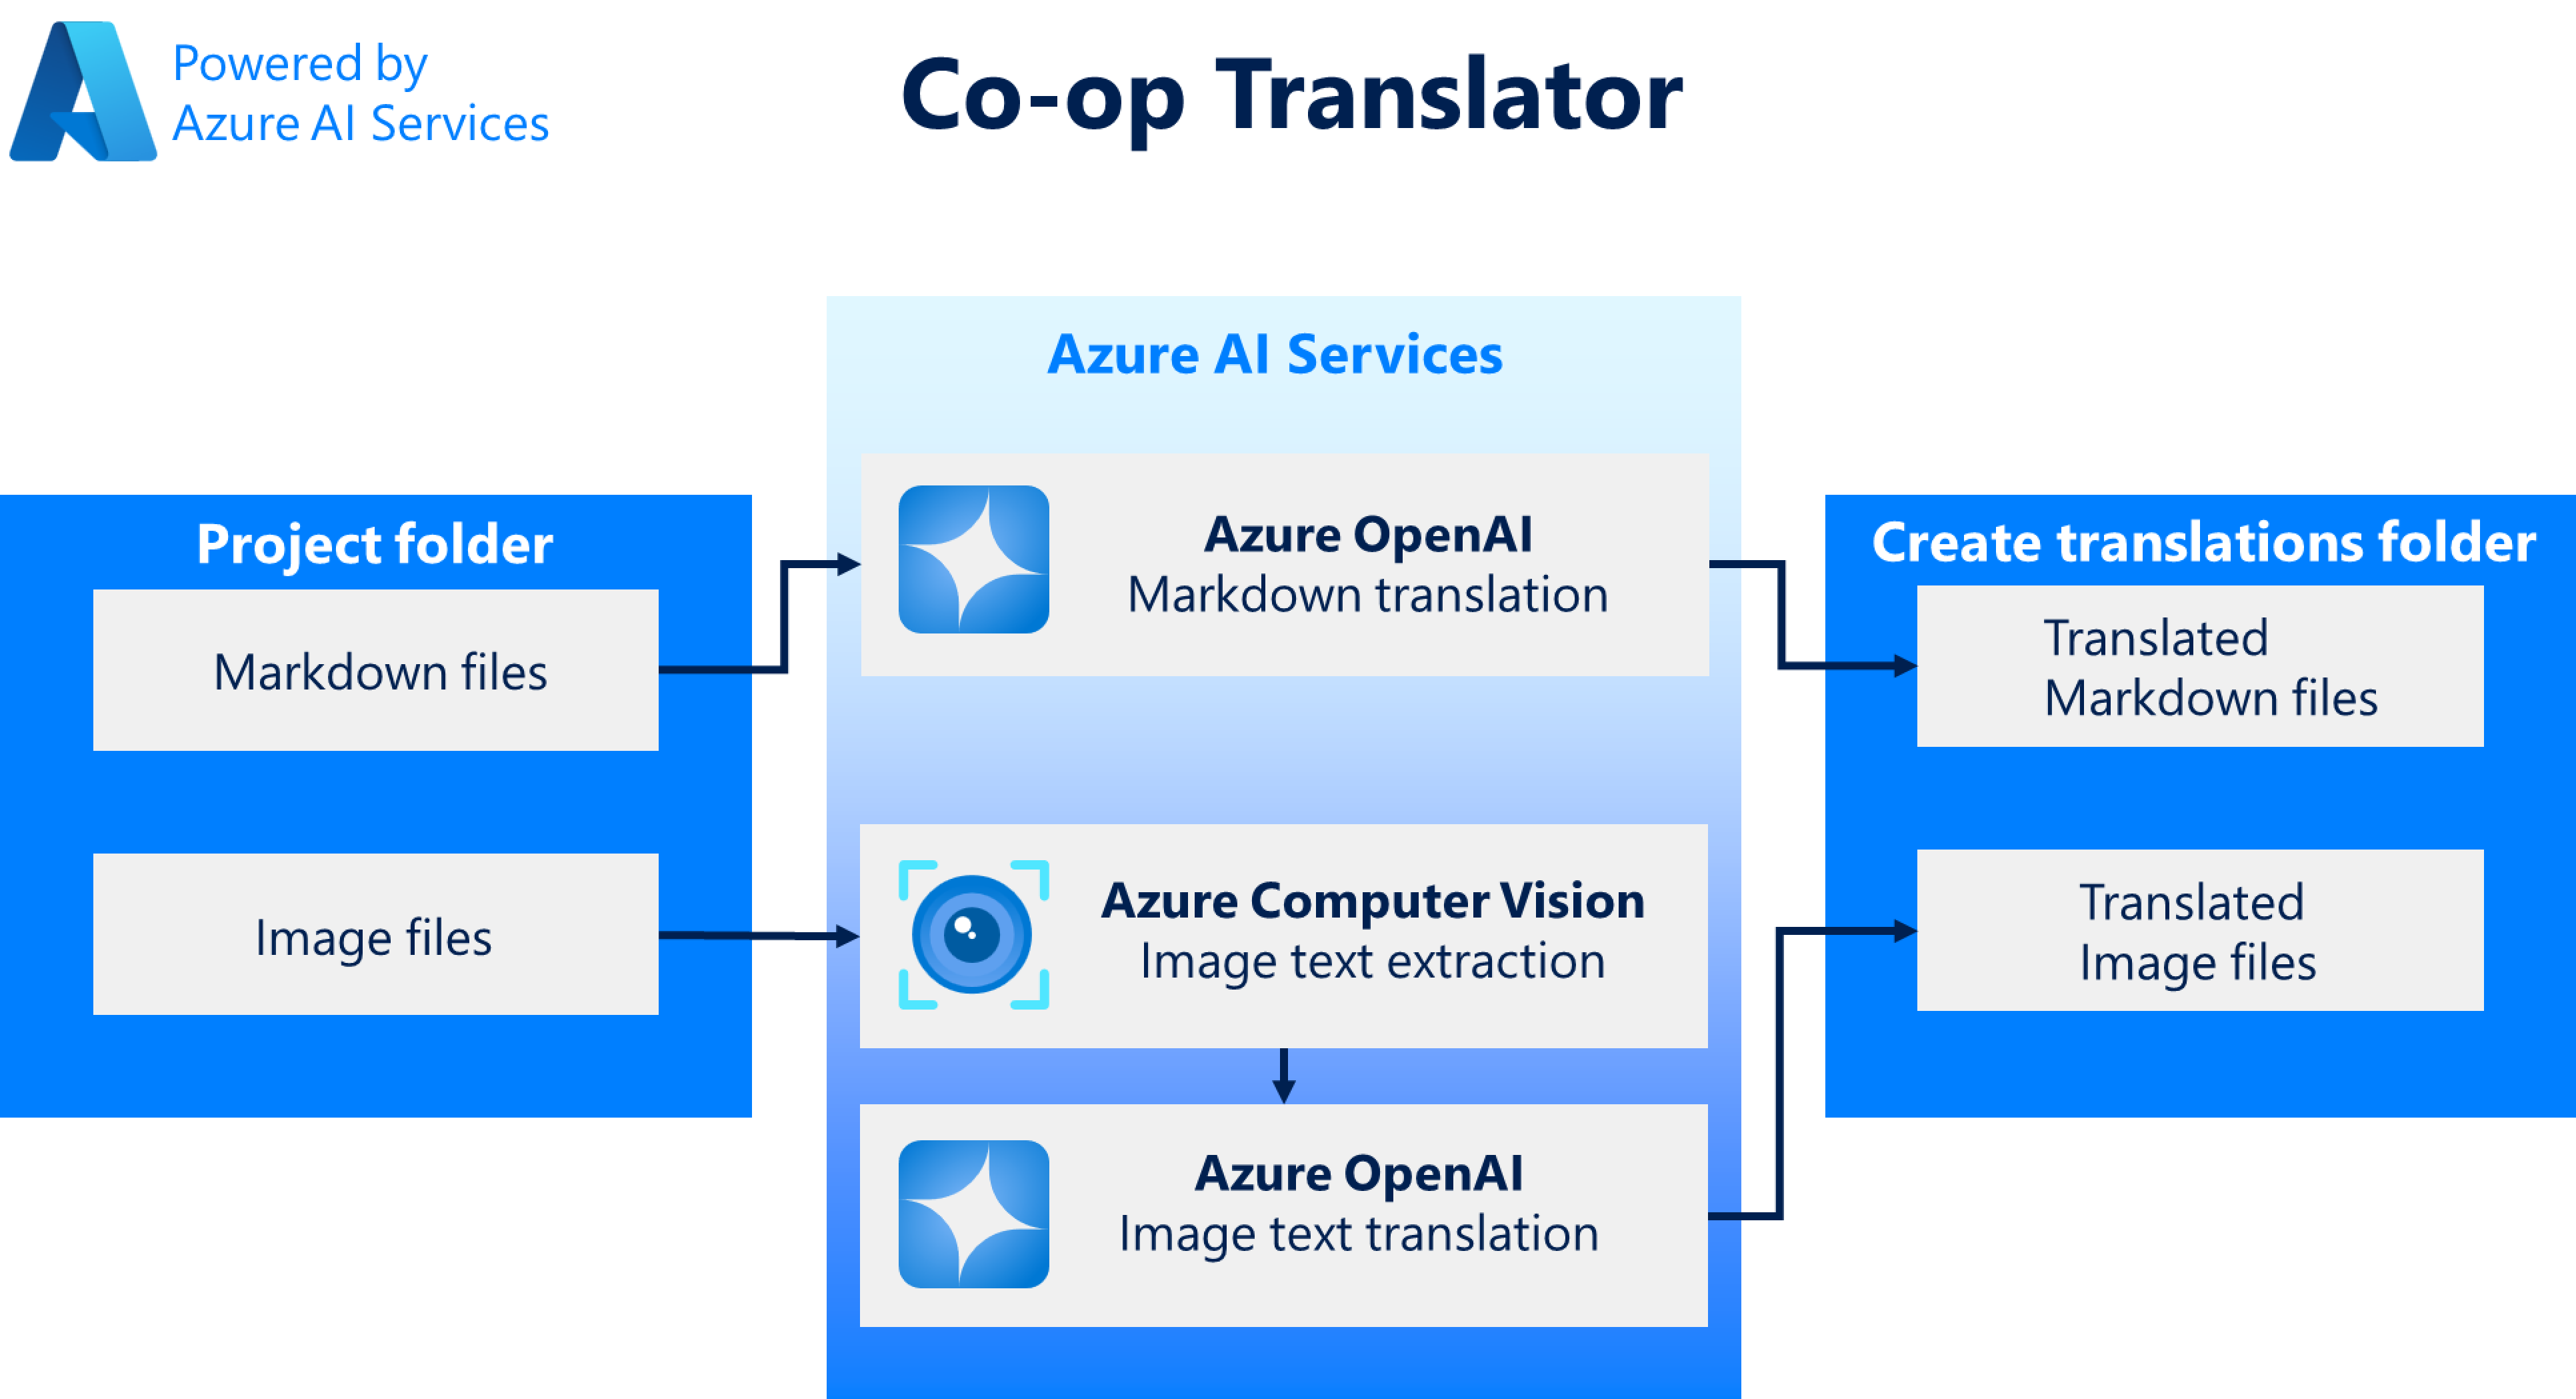 Powered by
Azure AI Services
Co-op Translator
Project folder
Markdown files
Image files
Azure AI Services
Azure OpenAI
Markdown translation
Azure Computer Vision
Image text extraction
Azure OpenAI
Image text translation
Create translations folder
Translated
Markdown files
Translated
Image files